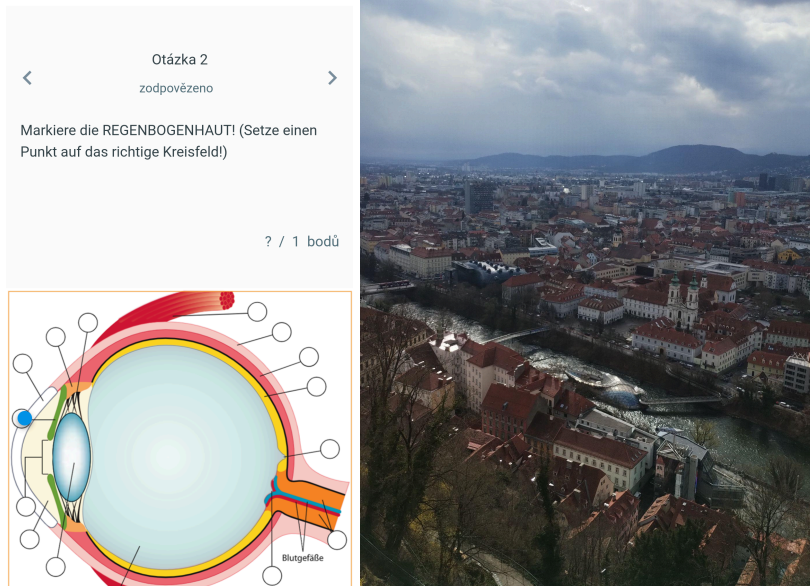 Otázka 2
zodpovězeno
Markiere die REGENBOGENHAUT! (Setze einen
Punkt auf das richtige Kreisfeld!)
? / 1 bodů
Blutgefäße